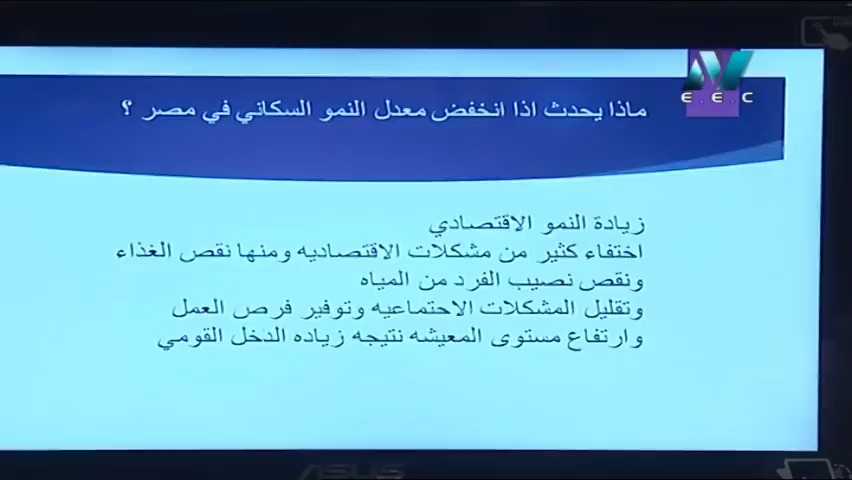 E.E.C
ماذا يحدث اذا انخفض معدل النمو السكاني في مصر ؟
زيادة النمو الاقتصادي
اختفاء كثير من مشكلات الاقتصاديه ومنها نقص الغذاء
ونقص نصيب الفرد من المياه
وتقليل المشكلات الاجتماعيه وتوفير فرص العمل
وارتفاع مستوى المعيشه نتيجه زياده الدخل القومي
ASUS